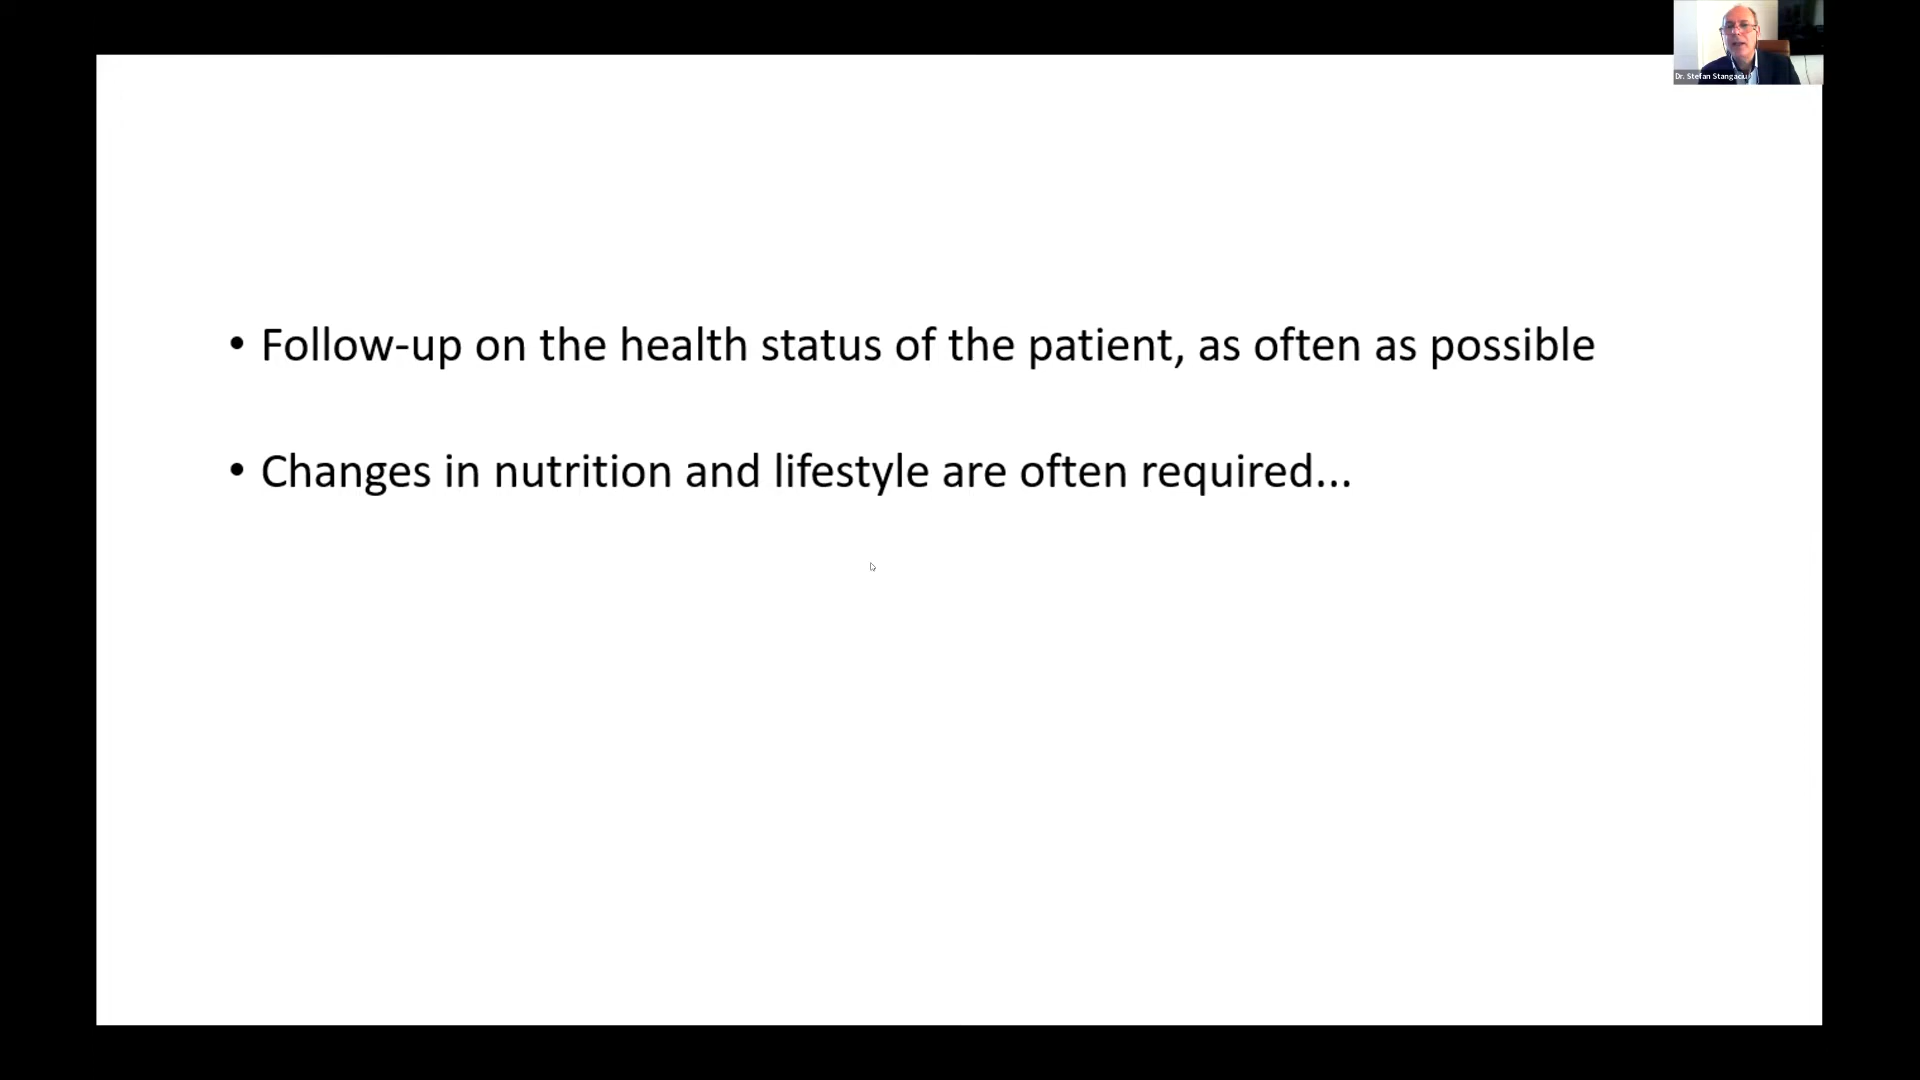 Dr. Stefan Stangaciu
• Follow-up on the health status of the patient, as often as possible
• Changes in nutrition and lifestyle are often required...